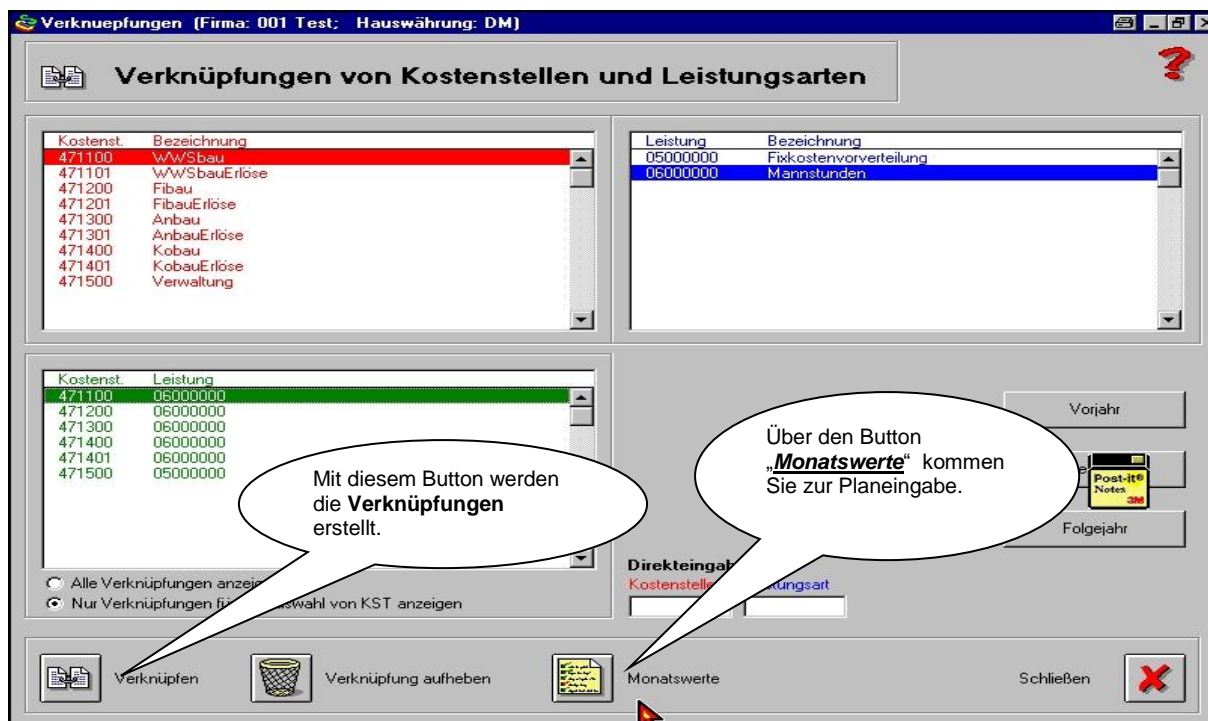 Verknuepfungen (Firma: 001 Test; Hauswährung: DM)
Verknüpfungen von Kostenstellen und Leistungsarten
Kostenst. Bezeichnung
471100 WWSbau
471101 WWSbauErlöse
471200 Fibau
471201 FibauErlöse
471300 Anbau
471301 AnbauErlöse
471400 Kobau
471401 KobauErlöse
471500 Verwaltung
Leistung Bezeichnung
05000000 Fixkostenvorverteilung
06000000 Mannstunden
Kostenst. Leistung
471100 06000000
471200 06000000
471300 06000000
471400 06000000
471401 06000000
471500 05000000
Mit diesem Button werden
die Verknüpfungen
erstellt.
Über den Button
„Monatswerte“ kommen
Sie zur Planeingabe.
Vorjahr
Post-it®
Notes
3M
Folgejahr
Alle Verknüpfungen
Nur Verknüpfungen von KST anzeigen
Kostenstelle
Verknüpfen
Verknüpfung aufheben
Monatswerte
Schließen